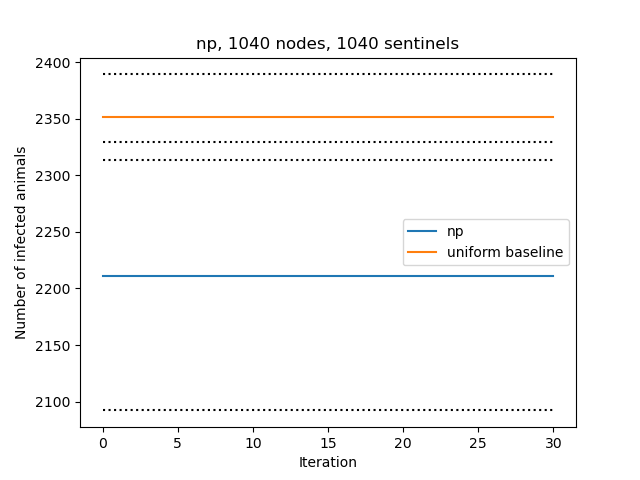 np, 1040 nodes, 1040 sentinels
2400
2350
2300
2250
2200
2150
2100
Number of infected animals
np
uniform baseline
0 5 10 15 20 25 30
Iteration